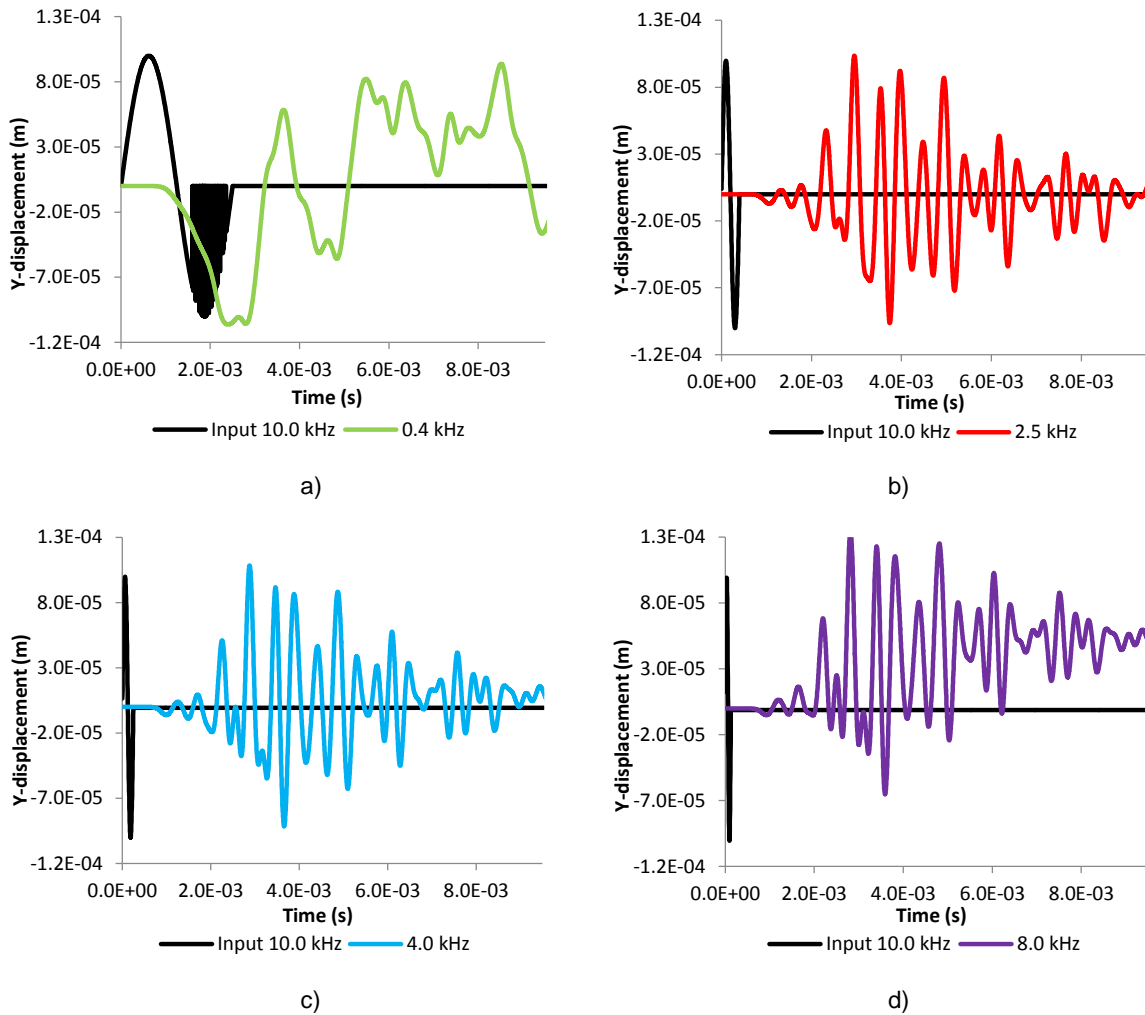 1.3E-04
8.0E-05
3.0E-05
-2.0E-05
-7.0E-05
-1.2E-04
Y-displacement (m)
0.0E+00 2.0E-03 4.0E-03 6.0E-03 8.0E-03
Time (s)
Input 10.0 kHz 0.4 kHz
a)
1.3E-04
8.0E-05
3.0E-05
-2.0E-05
-7.0E-05
-1.2E-04
Y-displacement (m)
0.0E+00 2.0E-03 4.0E-03 6.0E-03 8.0E-03
Time (s)
Input 10.0 kHz 2.5 kHz
b)
1.3E-04
8.0E-05
3.0E-05
-2.0E-05
-7.0E-05
-1.2E-04
Y-displacement (m)
0.0E+00 2.0E-03 4.0E-03 6.0E-03 8.0E-03
Time (s)
Input 10.0 kHz 4.0 kHz
c)
1.3E-04
8.0E-05
3.0E-05
-2.0E-05
-7.0E-05
-1.2E-04
Y-displacement (m)
0.0E+00 2.0E-03 4.0E-03 6.0E-03 8.0E-03
Time (s)
Input 10.0 kHz 8.0 kHz
d)